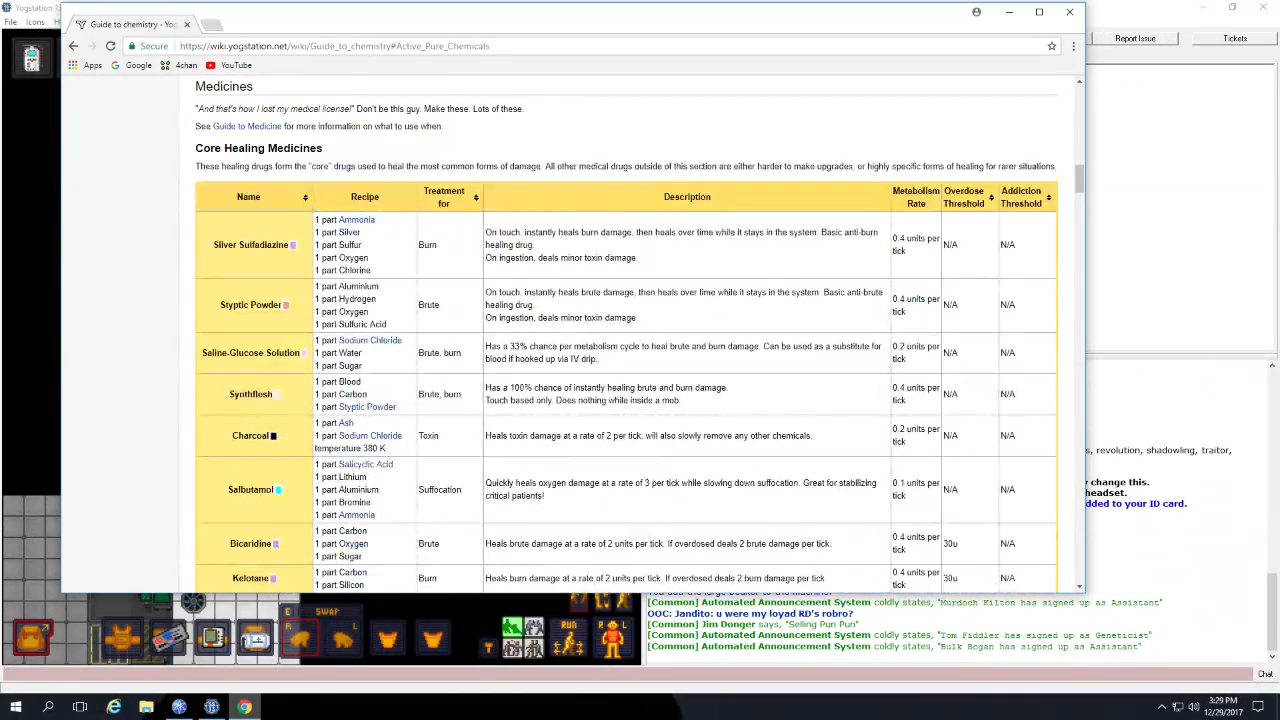 Yogstation 1
File Icons H
Guide to chemistry - Yog
Report Issue
Tickets
Secure https://wiki.yogstation.net/wiki/Guide_to_chemistry#Active_Pure_Chemicals
Apps Google 4chan YouTube
Medicines
"And that's how I lost my medical license!" Don't be this guy. Make these. Lots of these.
See Guide to Medicine for more information on what to use when.
Core Healing Medicines
These healing drugs form the "core" drugs used to heal the most common forms of damage. All other medical drugs outside of this section are either harder to make upgrades, or highly specific forms of healing for rarer situations.
Name Recipe Treatment for Description Metabolism Rate Overdose Threshold Addiction Threshold
Silver Sulfadiazine
1 part Ammonia
1 part Silver
1 part Sulfur
1 part Oxygen
1 part Chlorine
Burn
On touch, instantly heals burn damage, then heals over time while it stays in the system. Basic anti-burn
healing drug.
On ingestion, deals minor toxin damage.
0.4 units per
tick
N/A
N/A
Styptic Powder
1 part Aluminium
1 part Hydrogen
1 part Oxygen
1 part Sulfuric Acid
Brute
On touch, instantly heals brute damage, then heals over time while it stays in the system Basic anti-brute
healing drug.
On ingestion, deals minor toxin damage.
0.4 units per
tick
N/A
N/A
Saline-Glucose Solution
1 part Sodium Chloride
1 part Water
1 part Sugar
Brute, burn
Has a 33% chance per metabolism cycle to heal brute and burn damage. Can be used as a substitute for
blood if hooked up via IV drip.
0.2 units per
tick
N/A
N/A
Synthflesh
1 part Blood
1 part Carbon
1 part Styptic Powder
Brute, burn
Has a 100% chance of instantly healing brute and burn damage.
Touch based only. Does nothing while inside a mob.
0.4 units per
tick
N/A
N/A
Charcoal
1 part Ash
1 part Sodium Chloride
temperature 380 K
Toxin
Heals toxin damage at a rate of 2 per tick, will also slowly remove any other chemicals.
0.2 units per
tick
N/A
N/A
Salbutamol
1 part Salicyclic Acid
1 part Lithium
1 part Aluminium
1 part Bromine
1 part Ammonia
Suffocation
Quickly heals oxygen damage at a rate of 3 per tick while slowing down suffocation. Great for stabilizing
critical patients!
0.1 units per
tick
N/A
N/A
Bicaridine
1 part Carbon
1 part Oxygen
1 part Sugar
Brute
Heals brute damage at a rate of 2 units per tick. If overdosed deals 2 brute damage per tick.
0.4 units per
tick
30u
N/A
Kelotane
1 part Carbon
1 part Silicon
Burn
Heals burn damage at a rate of 2 units per tick. If overdosed deals 2 burn damage per tick
0.4 units per
tick
30u
N/A
s, revolution, shadowling, traitor,
y change this.
headset.
dded to your ID card.
[Common] Automated Announcement System coldly states, "Murdoch Kilton has signed up as Assistant"
OOC: Jandito: u were my loyad RD's robro?
[Common] Jim Donger says, "Selling Pun Pun"
[Common] Automated Announcement System coldly states, "Tom Fiddler has signed up as Geneticist"
[Common] Automated Announcement System coldly states, "Bulk Bogan has signed up as Assistant"
E SWAP
R L
RUN
R L
Chat
3:29 PM
12/29/2017